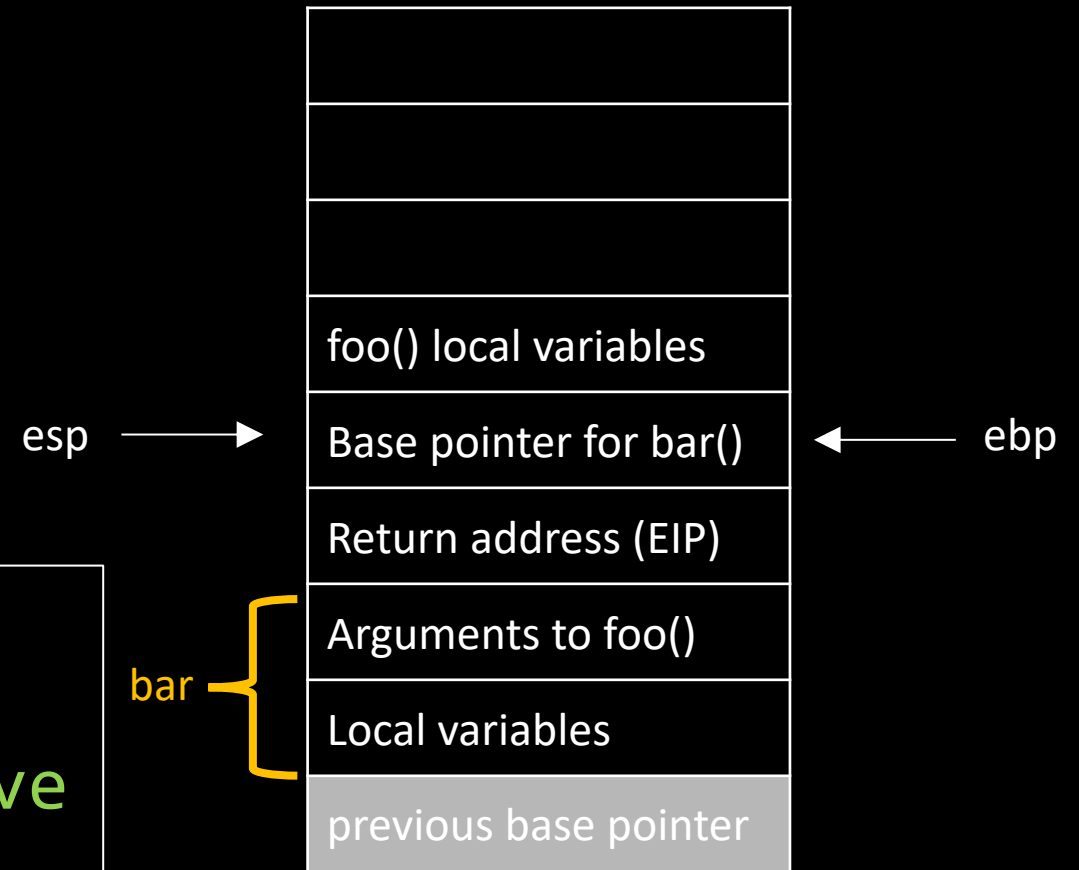 foo() local variables
esp
Base pointer for bar()
ebp
Return address (EIP)
Arguments to foo()
bar
Local variables
ve
previous base pointer